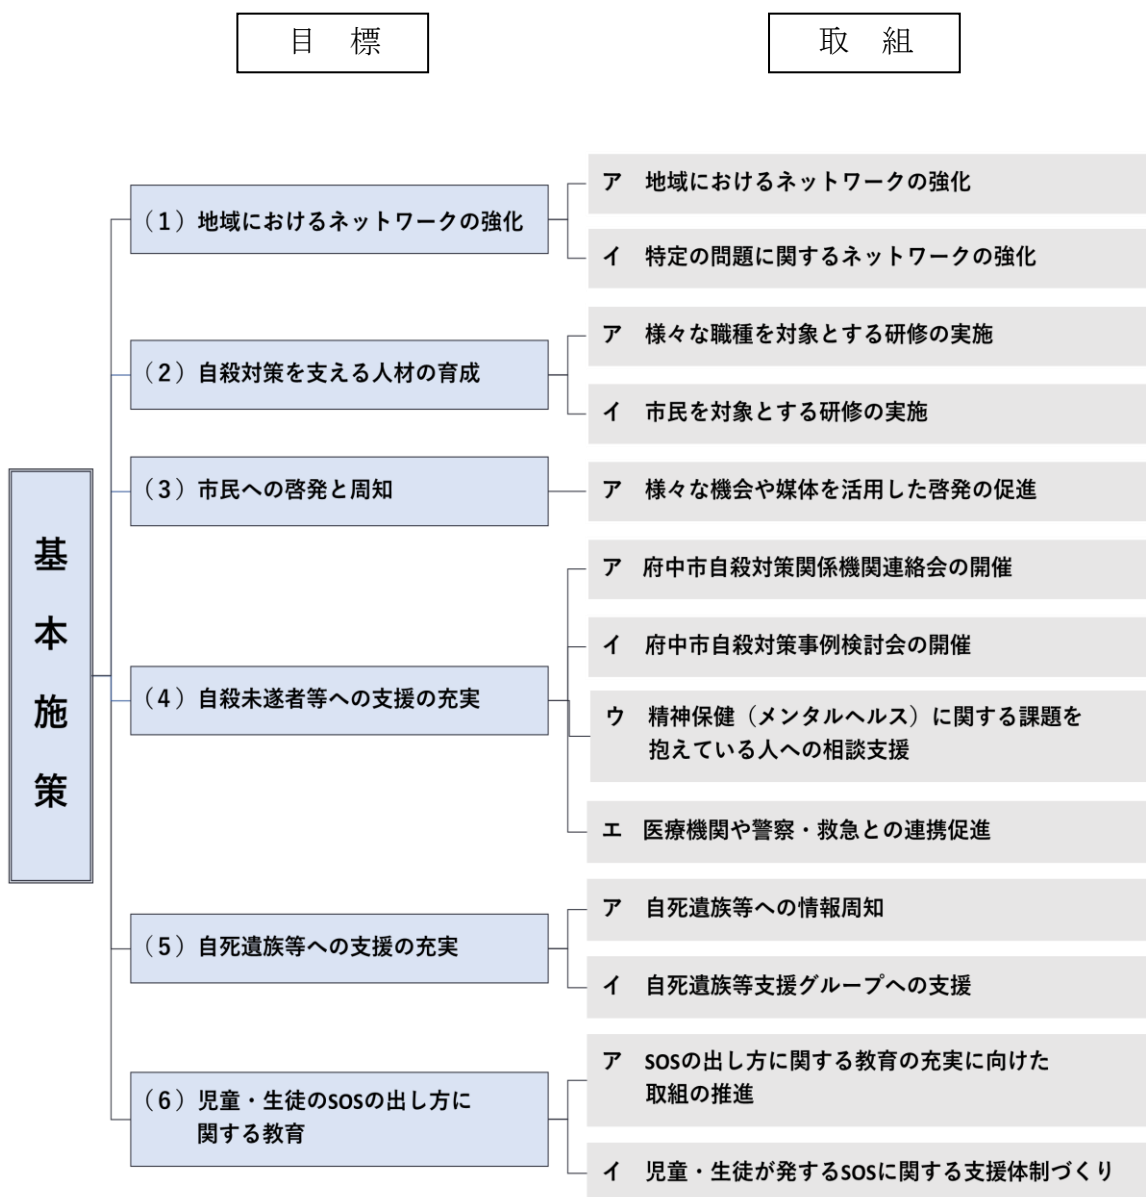 目　標
取　組
基本施策
（１）地域におけるネットワークの強化
ア　地域におけるネットワークの強化
イ　特定の問題に関するネットワークの強化
（２）自殺対策を支える人材の育成
ア　様々な職種を対象とする研修の実施
イ　市民を対象とする研修の実施
（３）市民への啓発と周知
ア　様々な機会や媒体を活用した啓発の促進
（４）自殺未遂者等への支援の充実
ア　府中市自殺対策関係機関連絡会の開催
イ　府中市自殺対策事例検討会の開催
ウ　精神保健（メンタルヘルス）に関する課題を
抱えている人への相談支援
エ　医療機関や警察・救急との連携促進
（５）自死遺族等への支援の充実
ア　自死遺族等への情報周知
イ　自死遺族等支援グループへの支援
（６）児童・生徒のSOSの出し方に
関する教育
ア　SOSの出し方に関する教育の充実に向けた
取組の推進
イ　児童・生徒が発するSOSに関する支援体制づくり